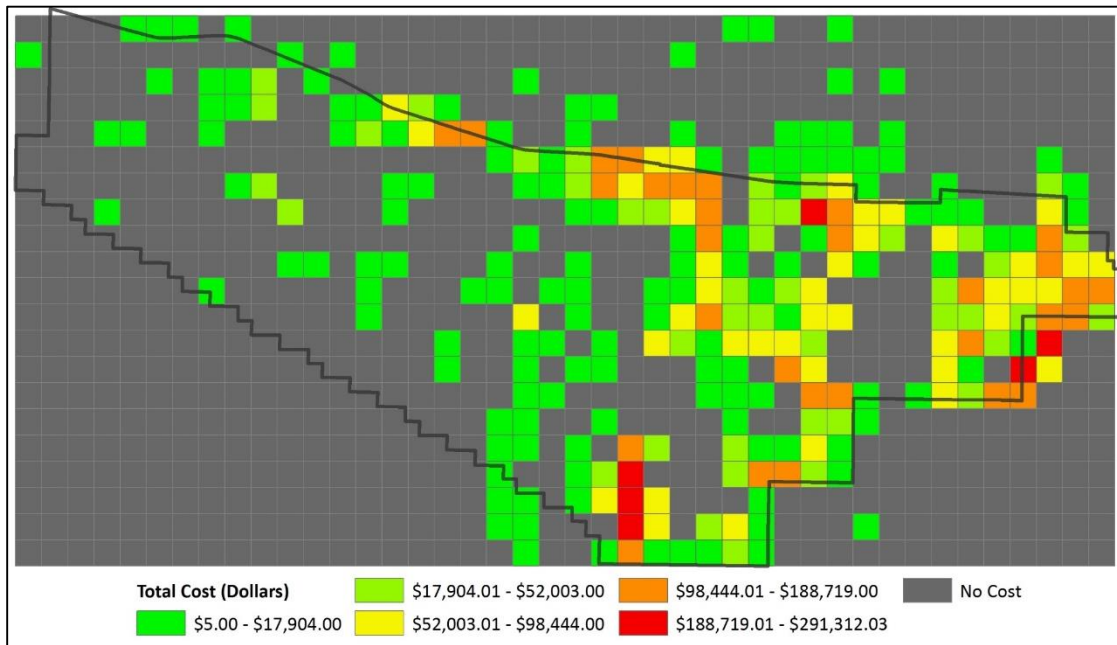 Total Cost (Dollars)
$17,904.01 - $52,003.00
$98,444.01 - $188,719.00
No Cost
$5.00 - $17,904.00
$52,003.01 - $98,444.00
$188,719.01 - $291,312.03